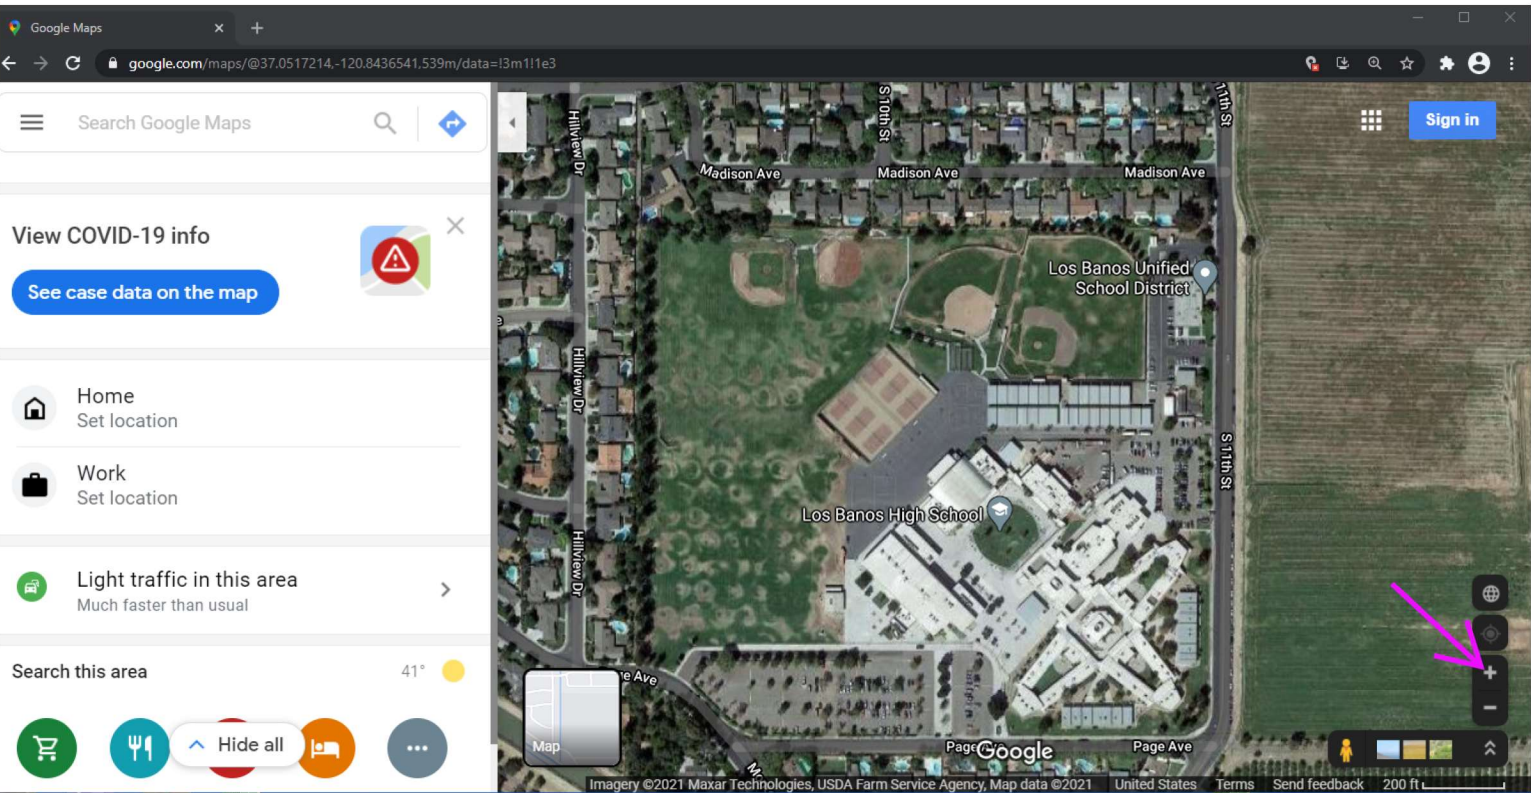 Google Maps
google.com/maps/@37.0517214,-120.8436541,539m/data=!3m1!1e3
Search Google Maps
View COVID-19 info
See case data on the map
Home
Set location
Work
Set location
Light traffic in this area
Much faster than usual
Search this area
41°
Hide all
Sign in
Hillview Dr
S 10th St
11th St
Madison Ave
Madison Ave
Madison Ave
Los Banos Unified
School District
Hillview Dr
S 11th St
Los Banos High School
Hillview Dr
Ave
Map
Page Ave
Google
Page Ave
Imagery ©2021 Maxar Technologies, USDA Farm Service Agency, Map data ©2021
United States
Terms
Send feedback
200 ft